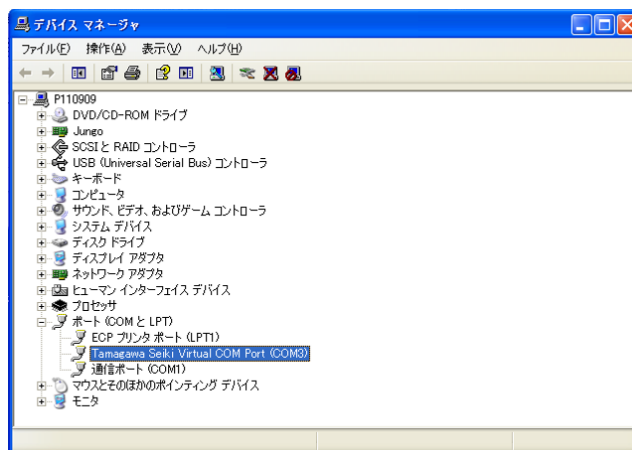 デバイス マネージャ
ファイル(F) 操作(A) 表示(V) ヘルプ(H)
P110909
DVD/CD-ROM ドライブ
Jungo
SCSI と RAID コントローラ
USB (Universal Serial Bus) コントローラ
キーボード
コンピュータ
サウンド、ビデオ、およびゲーム コントローラ
システム デバイス
ディスク ドライブ
ディスプレイ アダプタ
ネットワーク アダプタ
ヒューマン インターフェイス デバイス
プロセッサ
ポート (COM と LPT)
ECP プリンタ ポート (LPT1)
Tamagawa Seiki Virtual COM Port (COM3)
通信ポート (COM1)
マウスとそのほかのポインティング デバイス
モニタ